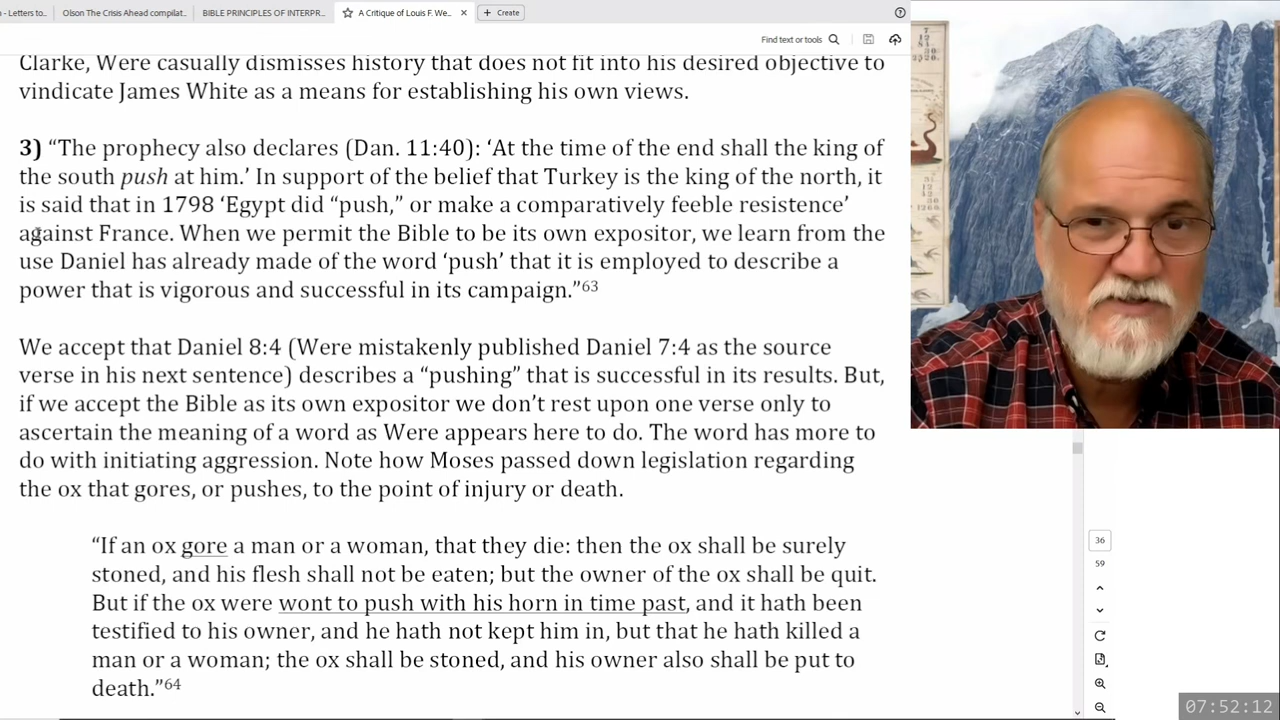 - Letters to...
Olson The Crisis Ahead compilat...
BIBLE PRINCIPLES OF INTERPR...
A Critique of Louis F. We...
Create
Find text or tools
Clarke, Were casually dismisses history that does not fit into his desired objective to
vindicate James White as a means for establishing his own views.
3) “The prophecy also declares (Dan. 11:40): ‘At the time of the end shall the king of
the south push at him.’ In support of the belief that Turkey is the king of the north, it
is said that in 1798 ‘Egypt did “push,” or make a comparatively feeble resistence’
against France. When we permit the Bible to be its own expositor, we learn from the
use Daniel has already made of the word ‘push’ that it is employed to describe a
power that is vigorous and successful in its campaign.”63
We accept that Daniel 8:4 (Were mistakenly published Daniel 7:4 as the source
verse in his next sentence) describes a “pushing” that is successful in its results. But,
if we accept the Bible as its own expositor we don’t rest upon one verse only to
ascertain the meaning of a word as Were appears here to do. The word has more to
do with initiating aggression. Note how Moses passed down legislation regarding
the ox that gores, or pushes, to the point of injury or death.
“If an ox gore a man or a woman, that they die: then the ox shall be surely
stoned, and his flesh shall not be eaten; but the owner of the ox shall be quit.
But if the ox were wont to push with his horn in time past, and it hath been
testified to his owner, and he hath not kept him in, but that he hath killed a
man or a woman; the ox shall be stoned, and his owner also shall be put to
death.”64
36
59
07:52:12